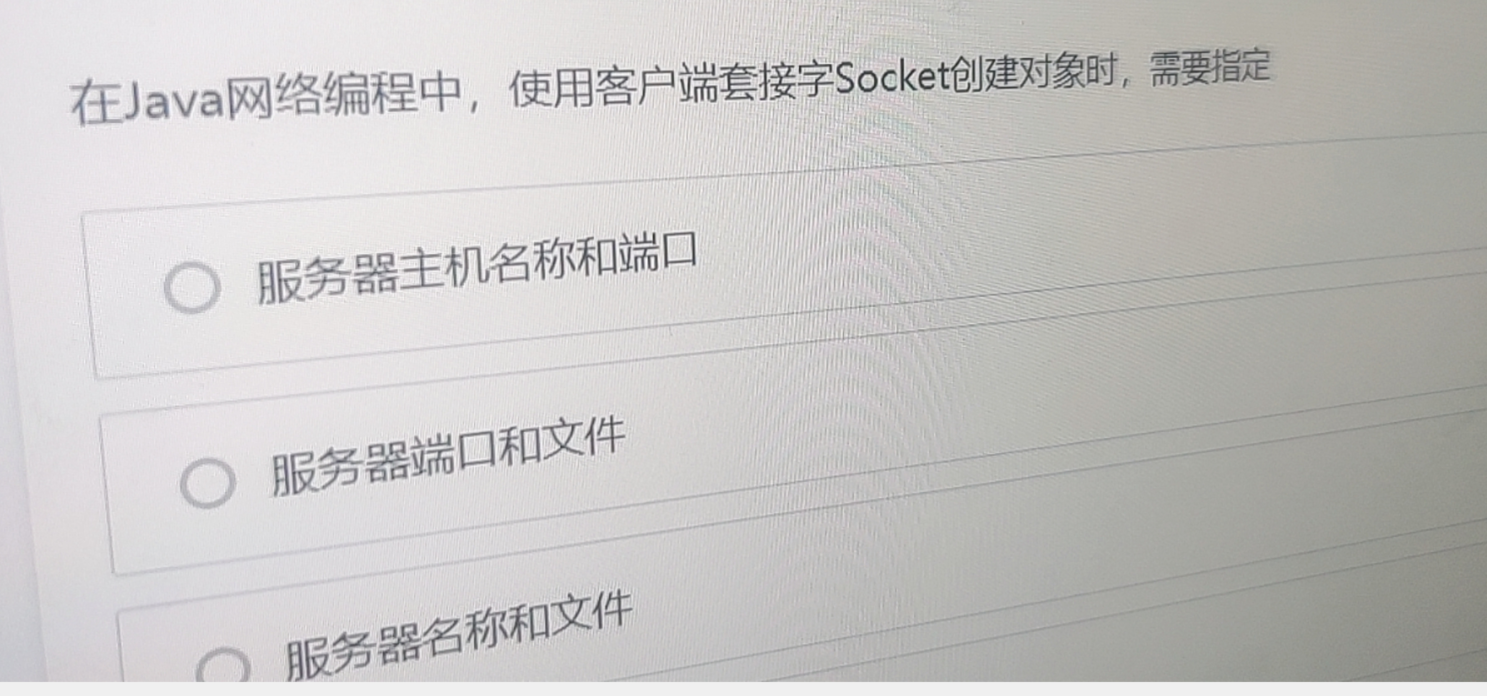 在Java网络编程中，使用客户端套接字Socket创建对象时，需要指定
服务器主机名称和端口
服务器端口和文件
服务器名称和文件